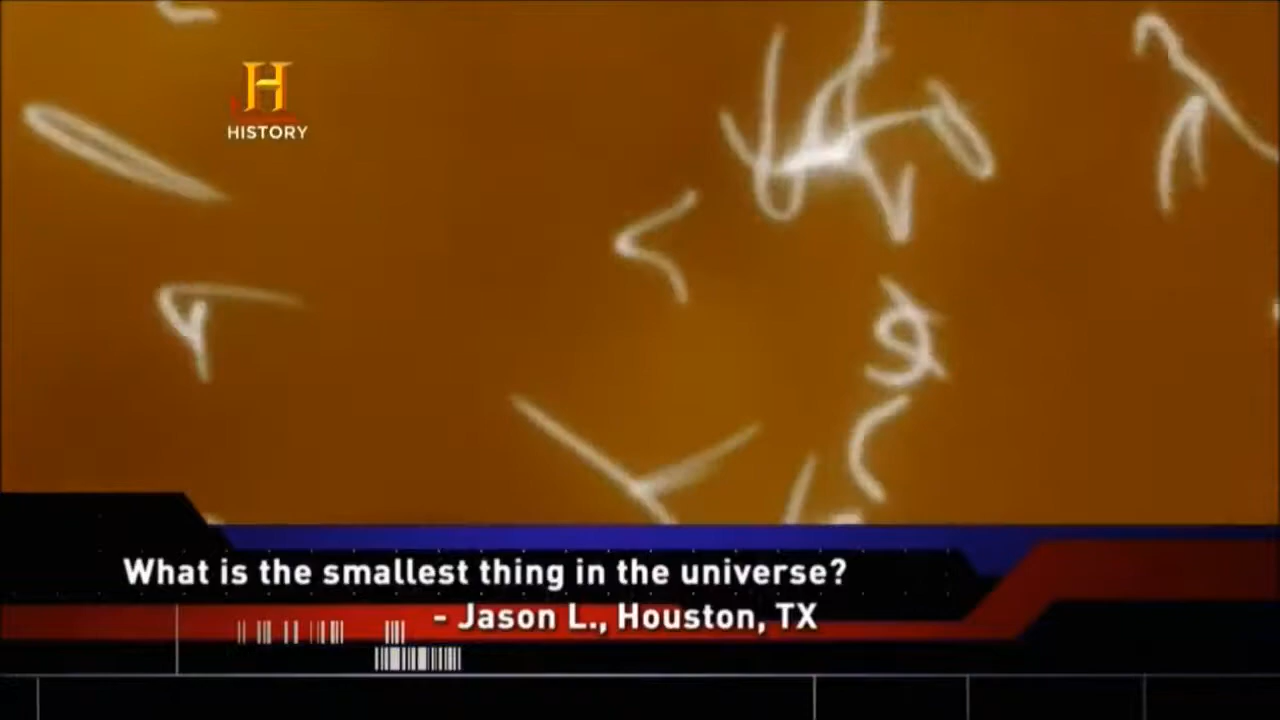 H
HISTORY
What is the smallest thing in the universe?
- Jason L., Houston, TX